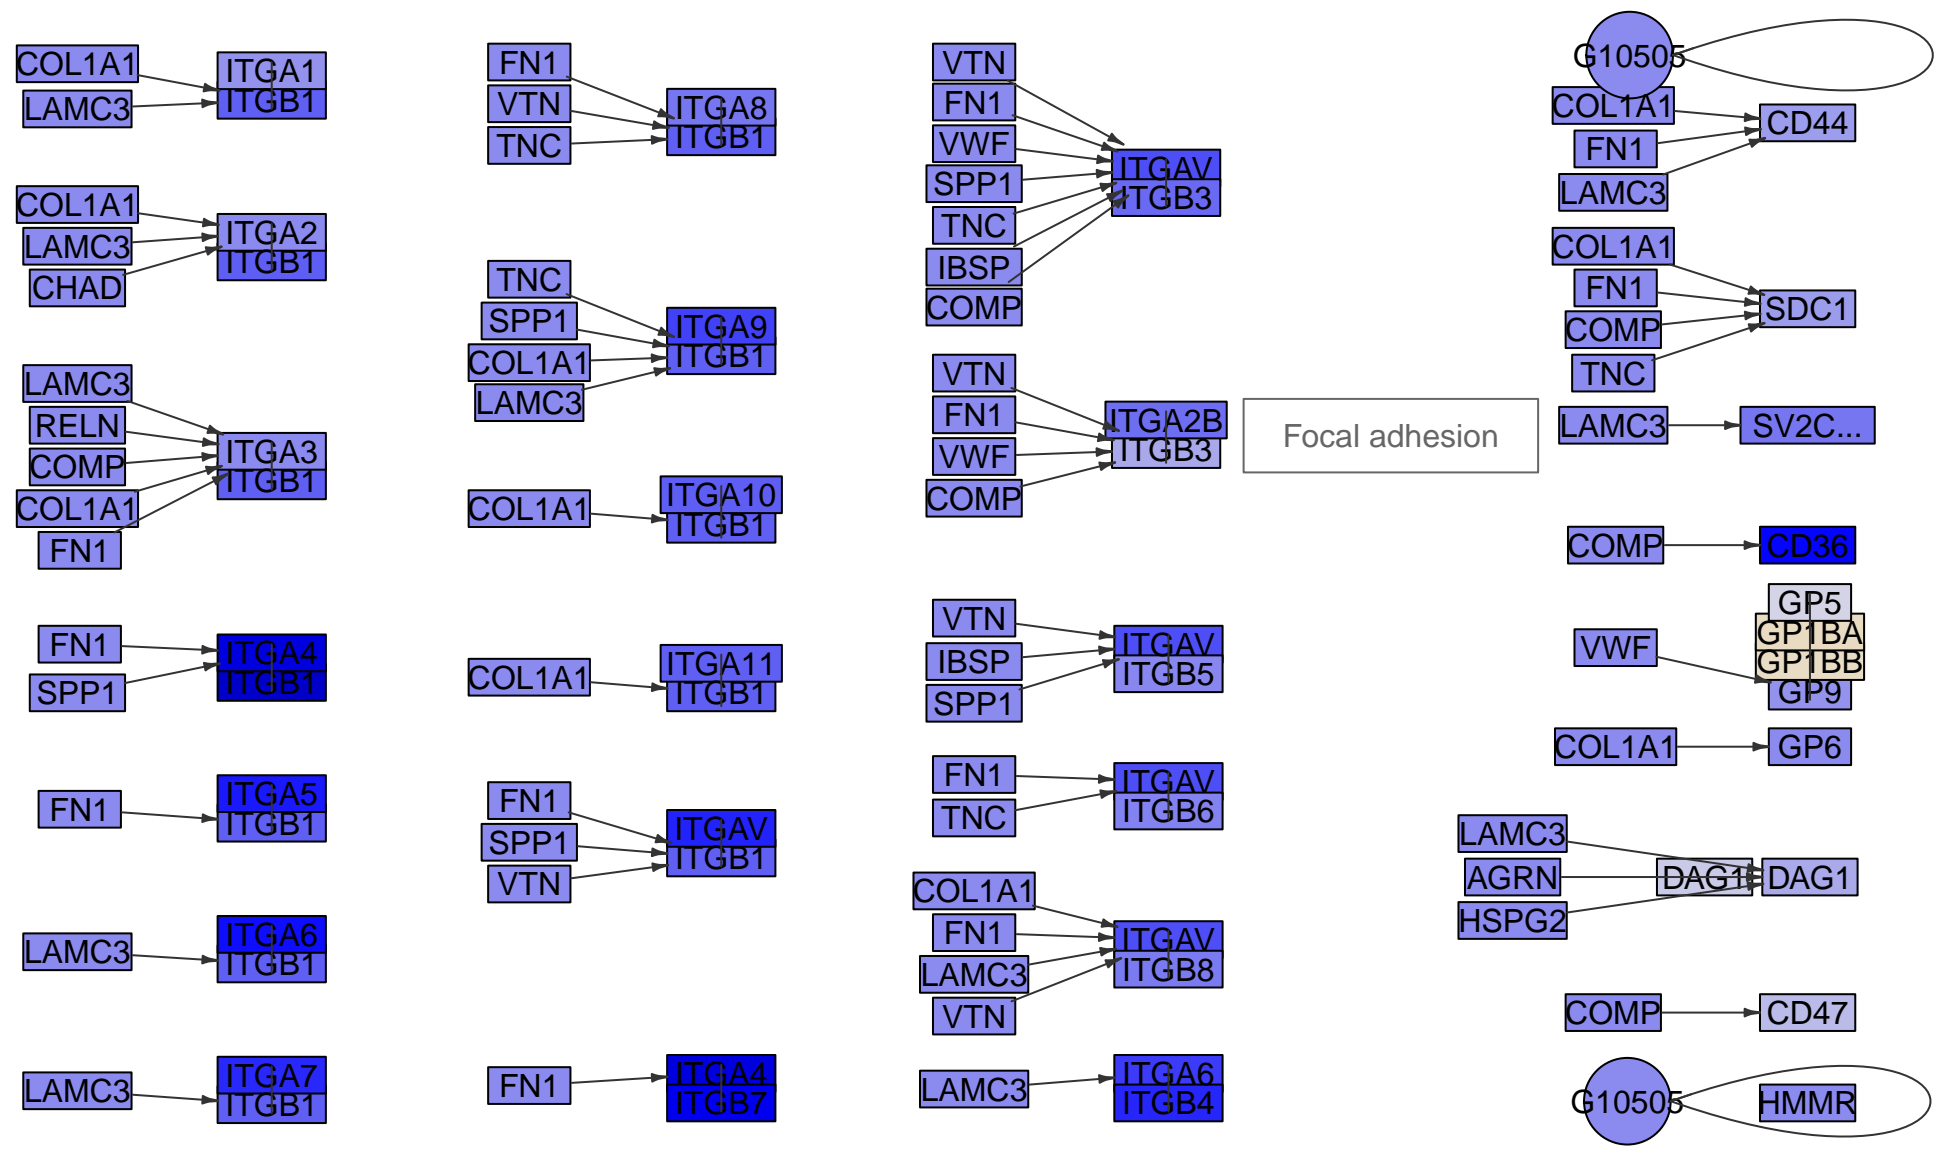 COL1A1
LAMC3
ITGA1
ITGB1
COL1A1
LAMC3
CHAD
ITGA2
ITGB1
LAMC3
RELN
COMP
COL1A1
FN1
ITGA3
ITGB1
FN1
SPP1
ITGA4
ITGB1
FN1
ITGA5
ITGB1
LAMC3
ITGA6
ITGB1
LAMC3
ITGA7
ITGB1
FN1
VTN
TNC
ITGA8
ITGB1
TNC
SPP1
COL1A1
LAMC3
ITGA9
ITGB1
COL1A1
ITGA10
ITGB1
COL1A1
ITGA11
ITGB1
FN1
SPP1
VTN
ITGAV
ITGB1
FN1
ITGA4
ITGB7
VTN
FN1
VWF
SPP1
TNC
IBSP
COMP
ITGAV
ITGB3
VTN
FN1
VWF
COMP
ITGA2B
ITGB3
Focal adhesion
VTN
IBSP
SPP1
ITGAV
ITGB5
FN1
TNC
ITGAV
ITGB6
COL1A1
FN1
LAMC3
VTN
ITGAV
ITGB8
LAMC3
ITGA6
ITGB4
G10505
COL1A1
FN1
LAMC3
CD44
COL1A1
FN1
COMP
TNC
SDC1
LAMC3
SV2C...
COMP
CD36
VWF
GP5
GP1BA
GP1BB
GP9
COL1A1
GP6
LAMC3
AGRN
HSPG2
DAG1
DAG1
COMP
CD47
G10505
HMMR